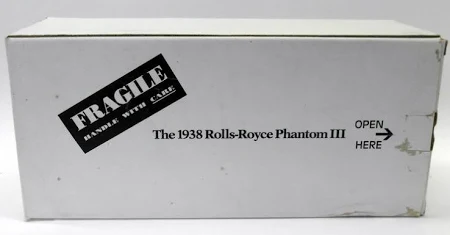 FRAGILE
HANDLE WITH CARE
The 1938 Rolls-Royce Phantom III
OPEN
HERE